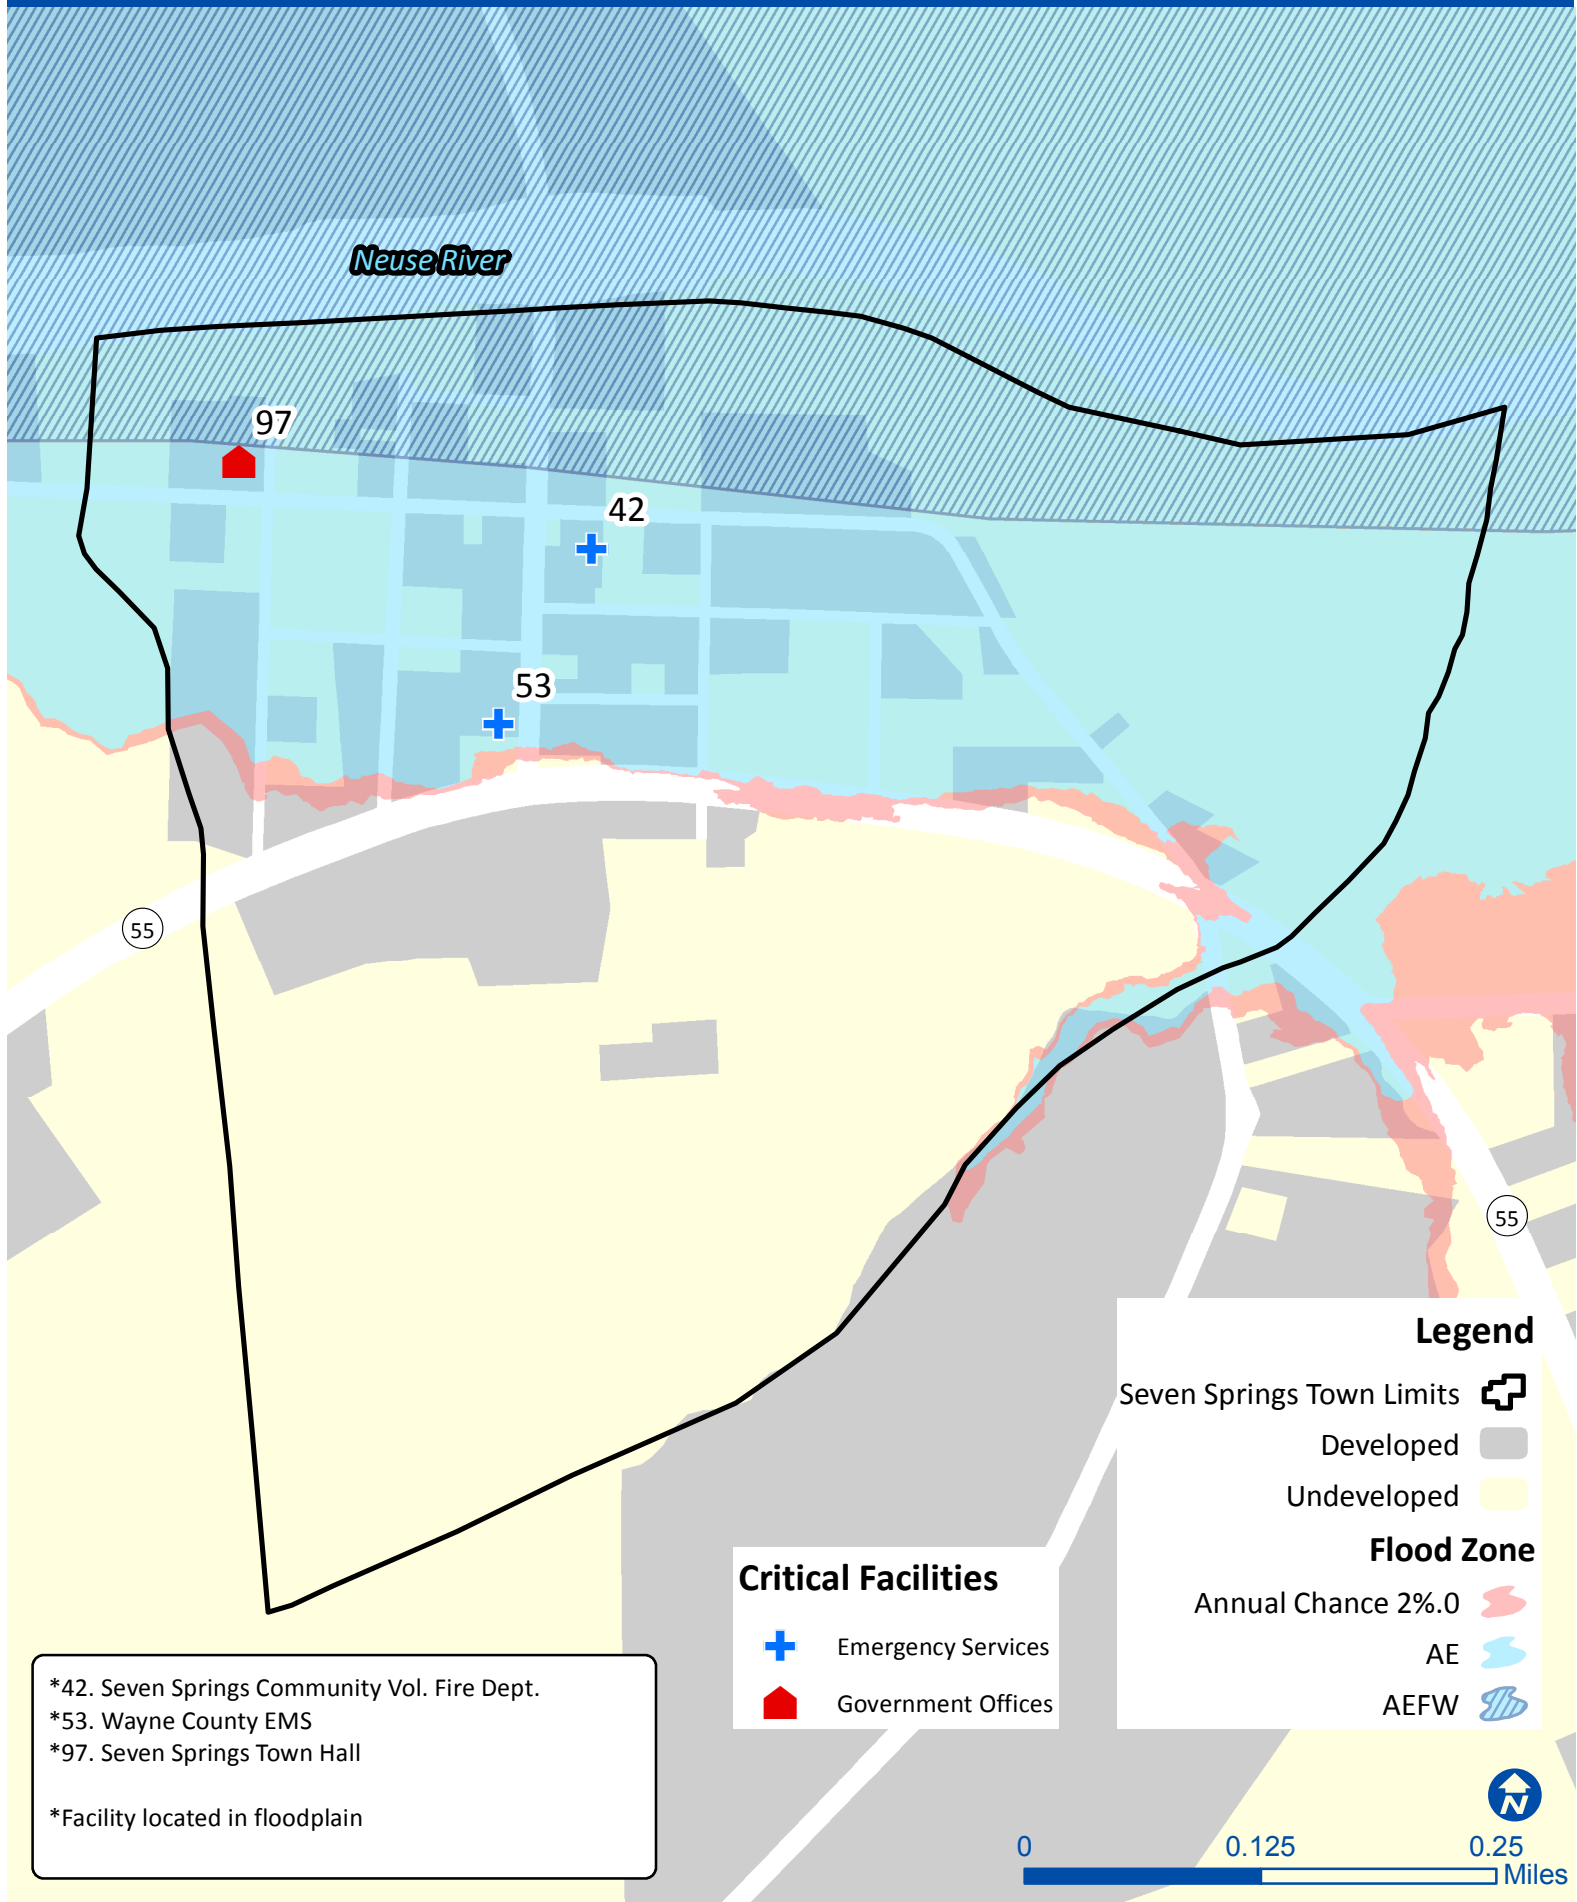 Neuse River
97
42
53
55
55
Legend
Seven Springs Town Limits
Developed
Undeveloped
Flood Zone
Annual Chance 2%.0
AE
AEFW
Critical Facilities
Emergency Services
Government Offices
*42. Seven Springs Community Vol. Fire Dept.
*53. Wayne County EMS
*97. Seven Springs Town Hall
*Facility located in floodplain
N
0 0.125 0.25
Miles